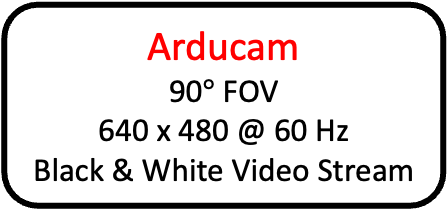 Arducam
90° FOV
640 x 480 @ 60 Hz
Black & White Video Stream